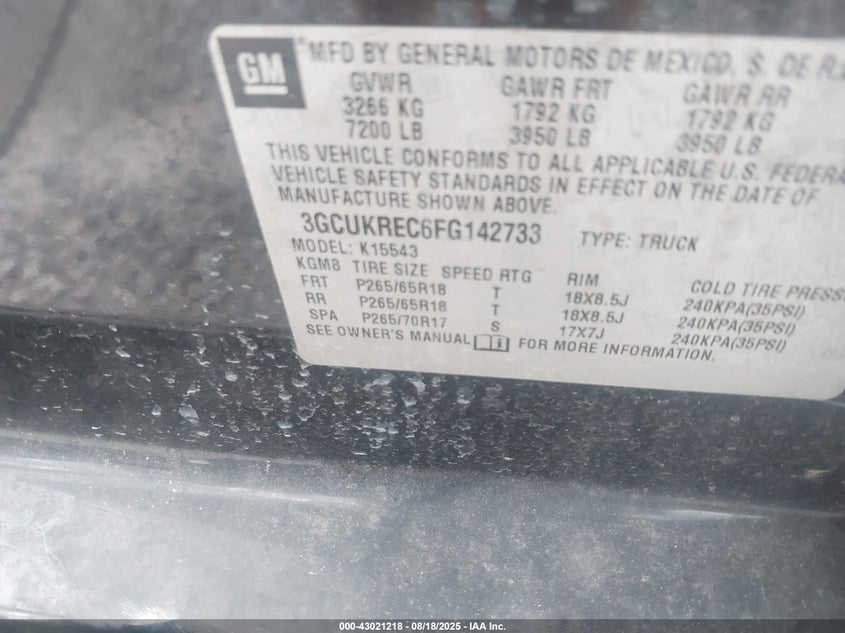 GM
® MFD BY GENERAL MOTORS DE MEXICO, S. DE R.
GVWR GAWR FRT GAWR RR
3266 KG 1792 KG 1792 KG
7200 LB 3950 LB 3950 LB
THIS VEHICLE CONFORMS TO ALL APPLICABLE U.S. FEDERA
VEHICLE SAFETY STANDARDS IN EFFECT ON THE DATE OF
MANUFACTURE SHOWN ABOVE.
3GCUKREC6FG142733 TYPE: TRUCK
MODEL: K15543
KGM8 TIRE SIZE SPEED RTG RIM COLD TIRE PRESS
FRT P265/65R18 T 18X8.5J 240KPA(35PSI)
RR P265/65R18 T 18X8.5J 240KPA(35PSI)
SPA P265/70R17 S 17X7J 240KPA(35PSI)
SEE OWNER'S MANUAL FOR MORE INFORMATION.
000-43021218 - 08/18/2025 - IAA Inc.